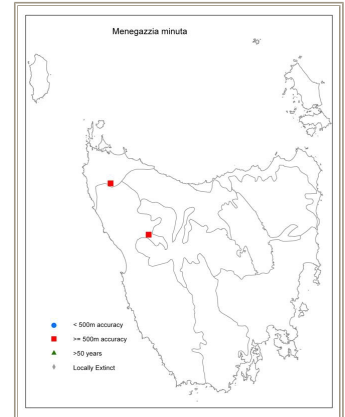 Menegazzia minuta
< 500m accuracy
>= 500m accuracy
>50 years
Locally Extinct